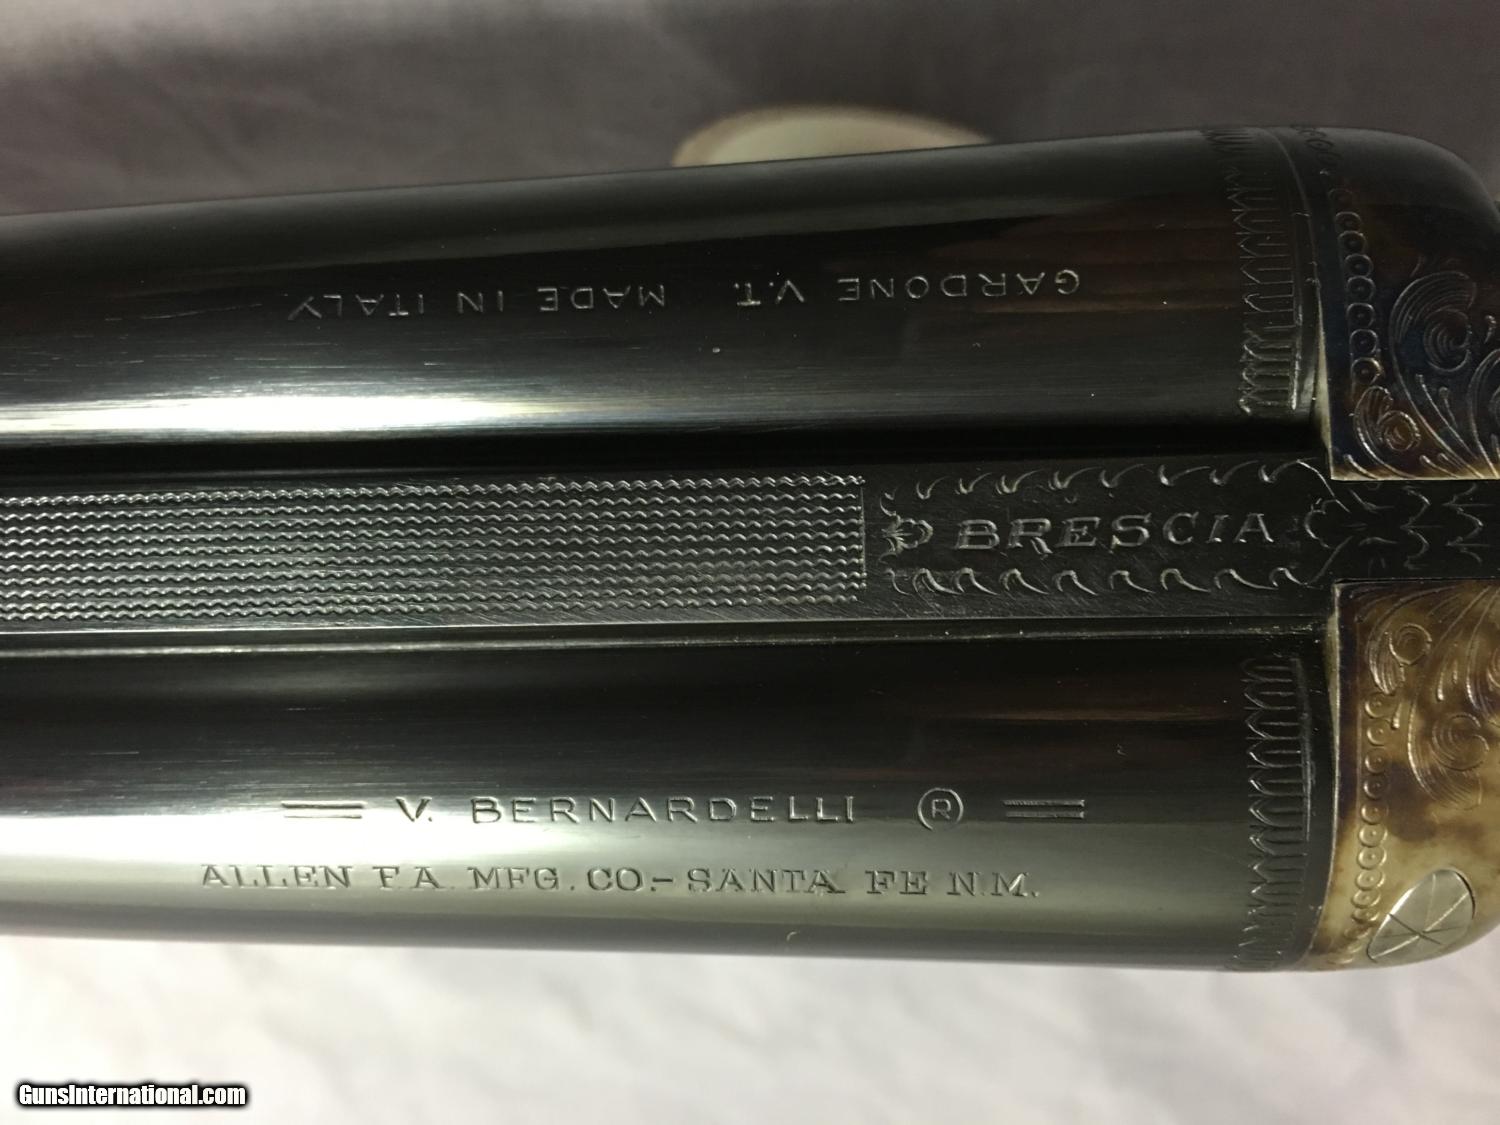 GARDONE V.T. MADE IN ITALY
BRESCIA
V. BERNARDELLI ®
ALLEN F.A. MFG. CO.- SANTA FE N.M.
GunsInternational.com